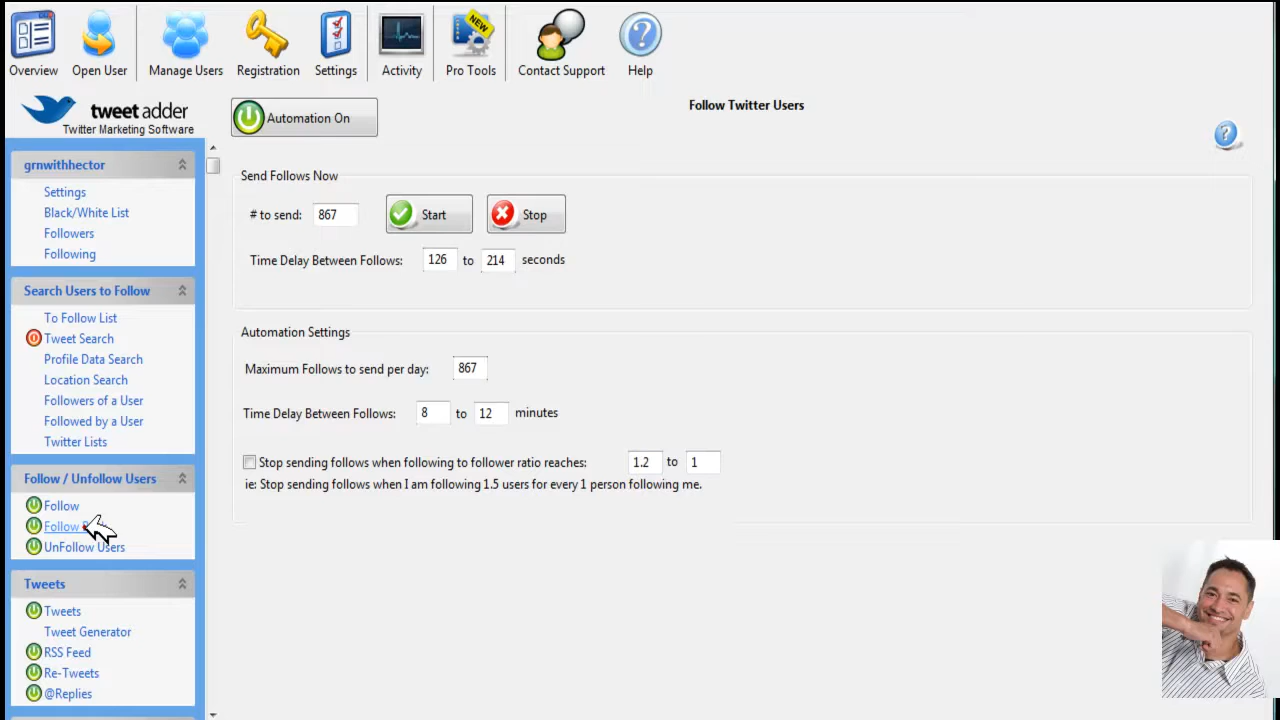 Overview
Open User
Manage Users
Registration
Settings
Activity
NEW
Pro Tools
Contact Support
Help
tweet adder
Twitter Marketing Software
Automation On
Follow Twitter Users
grnwithhector
Settings
Black/White List
Followers
Following
Search Users to Follow
To Follow List
Tweet Search
Profile Data Search
Location Search
Followers of a User
Followed by a User
Twitter Lists
Follow / Unfollow Users
Follow
Follow
UnFollow Users
Tweets
Tweets
Tweet Generator
RSS Feed
Re-Tweets
@Replies
Send Follows Now
# to send: 867 Start Stop
Time Delay Between Follows: 126 to 214 seconds
Automation Settings
Maximum Follows to send per day: 867
Time Delay Between Follows: 8 to 12 minutes
Stop sending follows when following to follower ratio reaches: 1.2 to 1
ie: Stop sending follows when I am following 1.5 users for every 1 person following me.